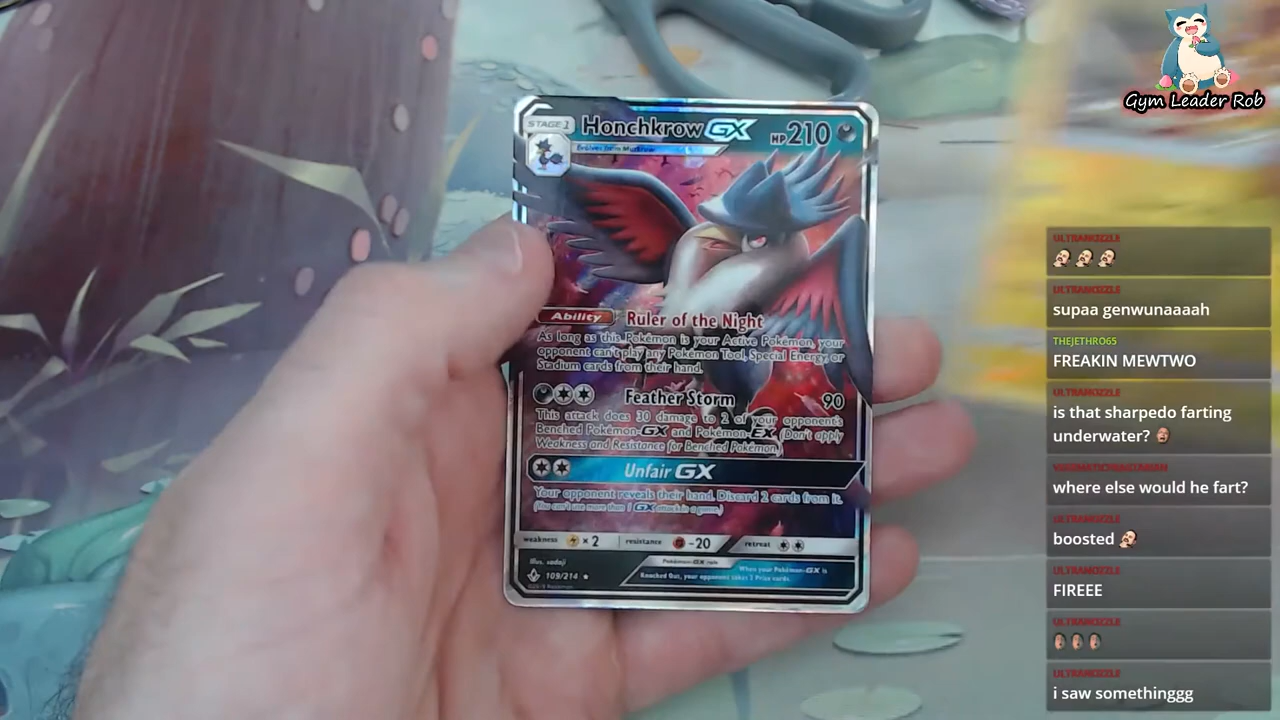 STAGE 1 Honchkrow GX HP 210
Evolves from Murkrow
Ability Ruler of the Night
As long as this Pokémon is your Active Pokémon, your
opponent can't play any Pokémon Tool, Special Energy, or
Stadium cards from their hand.
Feather Storm 90
This attack does 30 damage to 2 of your opponent's
Benched Pokémon-GX and Pokémon-EX. (Don't apply
Weakness and Resistance for Benched Pokémon.)
Unfair GX
Your opponent reveals their hand. Discard 2 cards from it.
(You can't use more than 1 GX attack in a game.)
weakness ×2 resistance -20 retreat
Illus. sadaji
109/214
Pokémon-GX rule When your Pokémon-GX is
Knocked Out, your opponent takes 2 Prize cards.
Gym Leader Rob
ULTRANOZZLE
ULTRANOZZLE
supaa genwunaaaah
THEJETHRO65
FREAKIN MEWTWO
ULTRANOZZLE
is that sharpedo farting
underwater?
where else would he fart?
ULTRANOZZLE
boosted
ULTRANOZZLE
FIREEE
ULTRANOZZLE
ULTRANOZZLE
i saw somethinggg